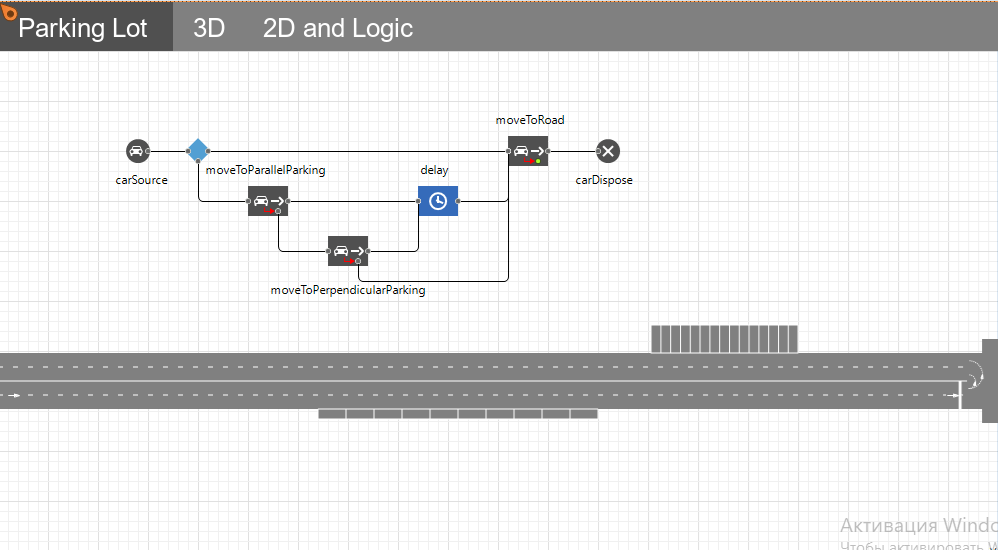 Parking Lot 3D 2D and Logic
moveToRoad
moveToParallelParking delay
carSource carDispose
moveToPerpendicularParking
Активация Windo
Чтобы активировать W